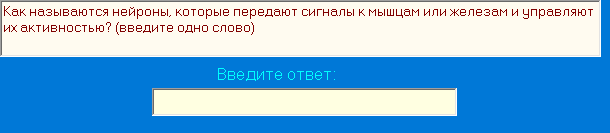 Как называются нейроны, которые передают сигналы к мышцам или железам и управляют
их активностью? (введите одно слово)
Введите ответ: